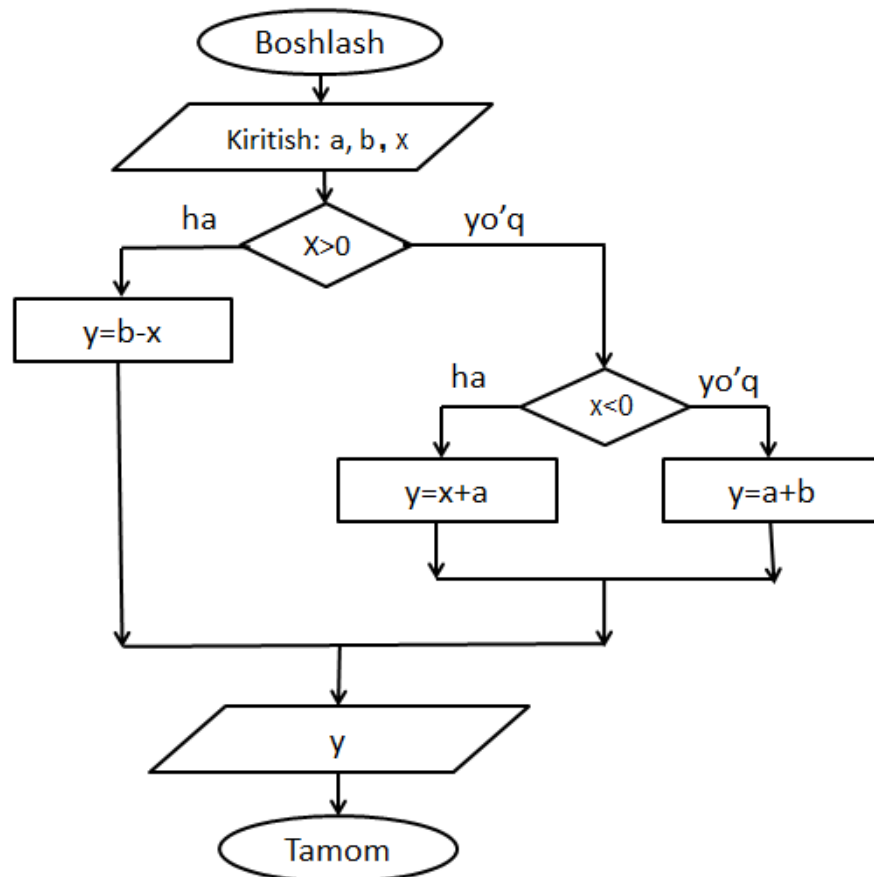 Boshlash
Kiritish: a, b, x
ha
yo’q
X>0
y=b-x
ha
yo’q
x<0
y=x+a
y=a+b
y
Tamom